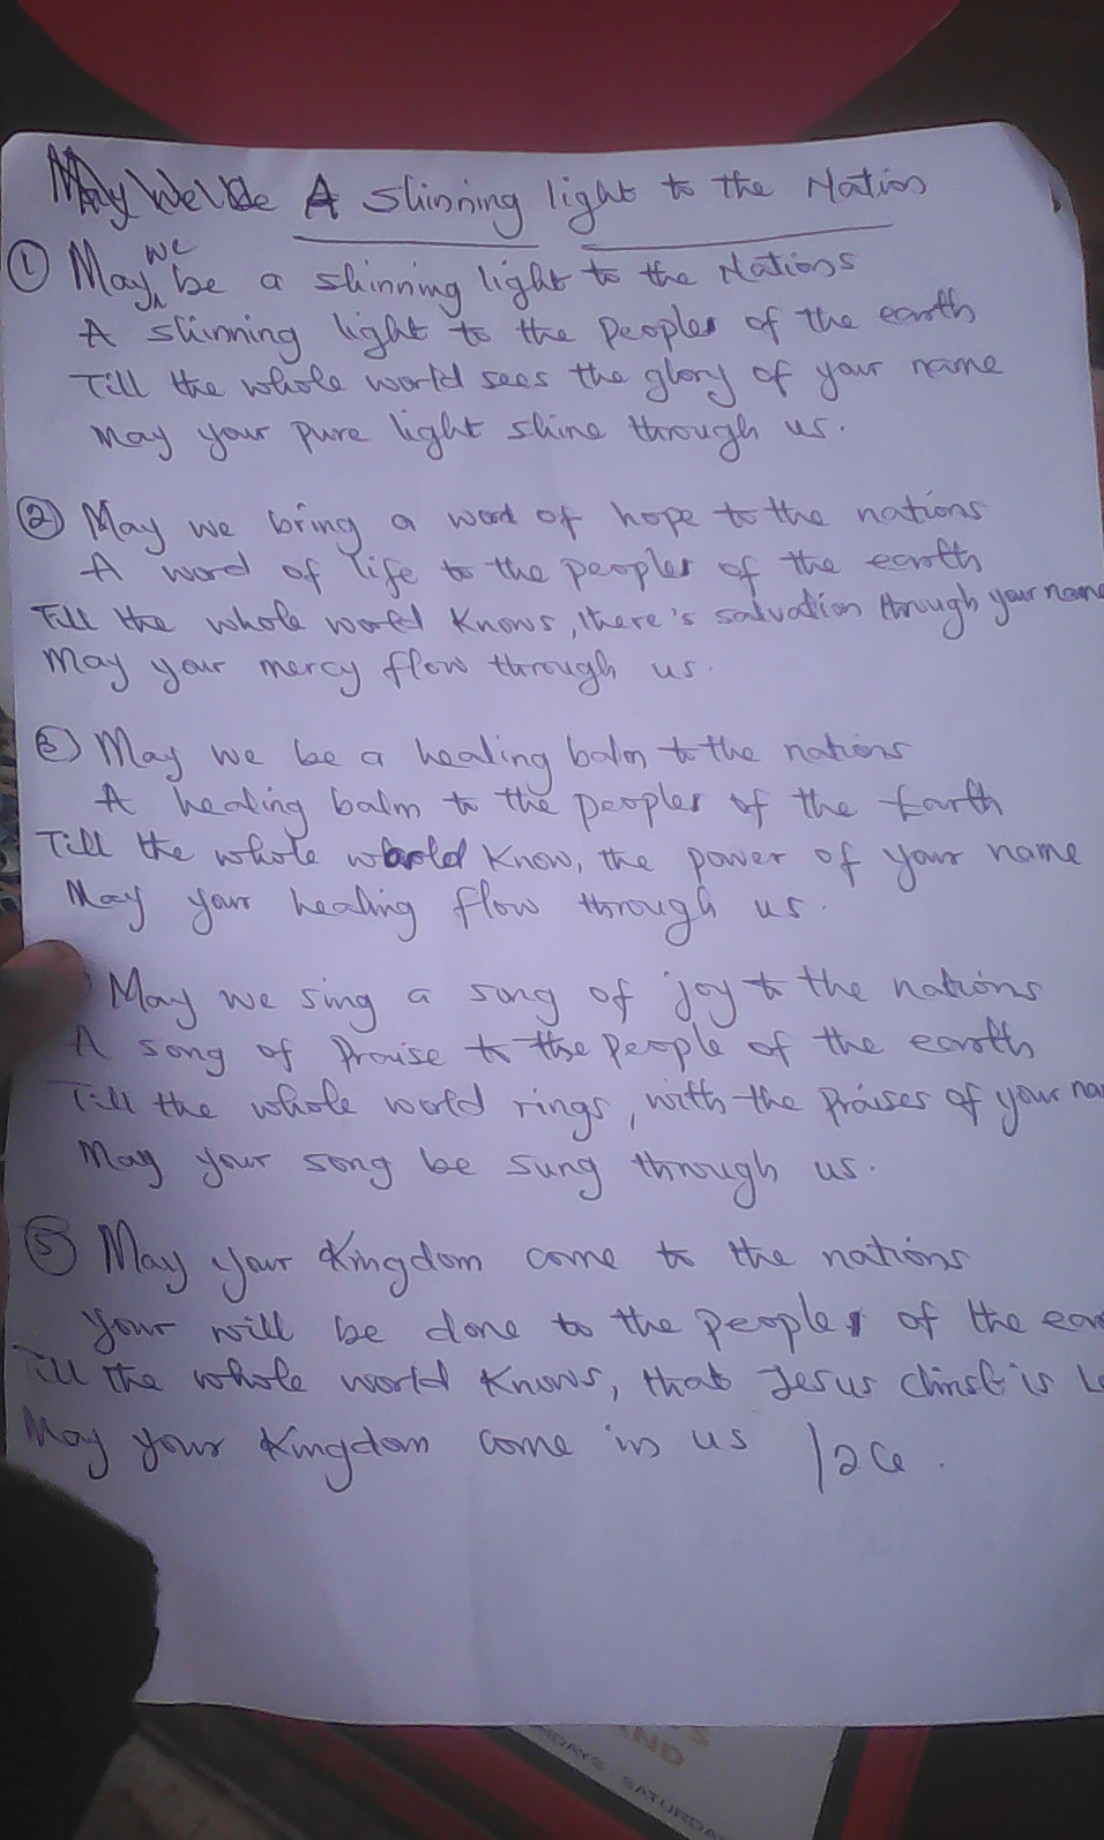 May We Be A shinning light to the Nation
① May we be a shinning light to the Nations
A shinning light to the Peoples of the earth
Till the whole world sees the glory of your name
May your pure light shine through us.
② May we bring a word of hope to the nations
A word of life to the peoples of the earth
Till the whole world knows, there's salvation through your name
May your mercy flow through us.
③ May we be a healing balm to the nations
A healing balm to the peoples of the Earth
Till the whole world know, the power of your name
May your healing flow through us.
May we sing a song of joy to the nations
A song of Praise to the People of the earth
Till the whole world rings, with the Praises of your na
May your song be sung through us.
⑤ May your Kingdom come to the nations
Your will be done to the peoples of the ear
Till the whole world knows, that Jesus Christ is Lo
May your Kingdom come in us
ND
DAYS - SATURDA